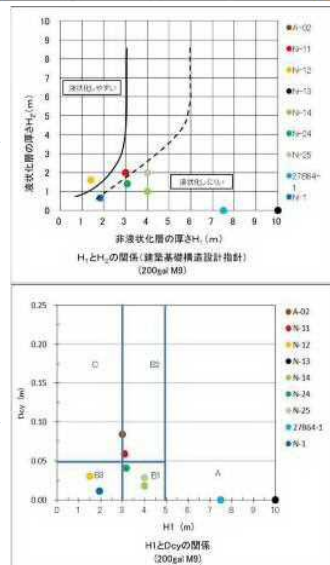 10
9
8
7
6
5
4
3
2
1
0
液状化層の厚さH₂(m)
液状化しやすい
液状化しにくい
0 1 2 3 4 5 6 7 8 9 10
非液状化層の厚さH₁(m)
A-02
N-11
N-12
N-13
N-14
N-24
N-25
27B64-1
N-1
H₁とH₂の関係(建築基礎構造設計指針)
(200gal M9)
0.25
0.20
0.15
0.10
0.05
0.00
Dcy (m)
C
B2
B3
B1
A
0 1 2 3 4 5 6 7 8 9 10
H1 (m)
A-02
N-11
N-12
N-13
N-14
N-24
N-25
27B64-1
N-1
H1とDcyの関係
(200gal M9)